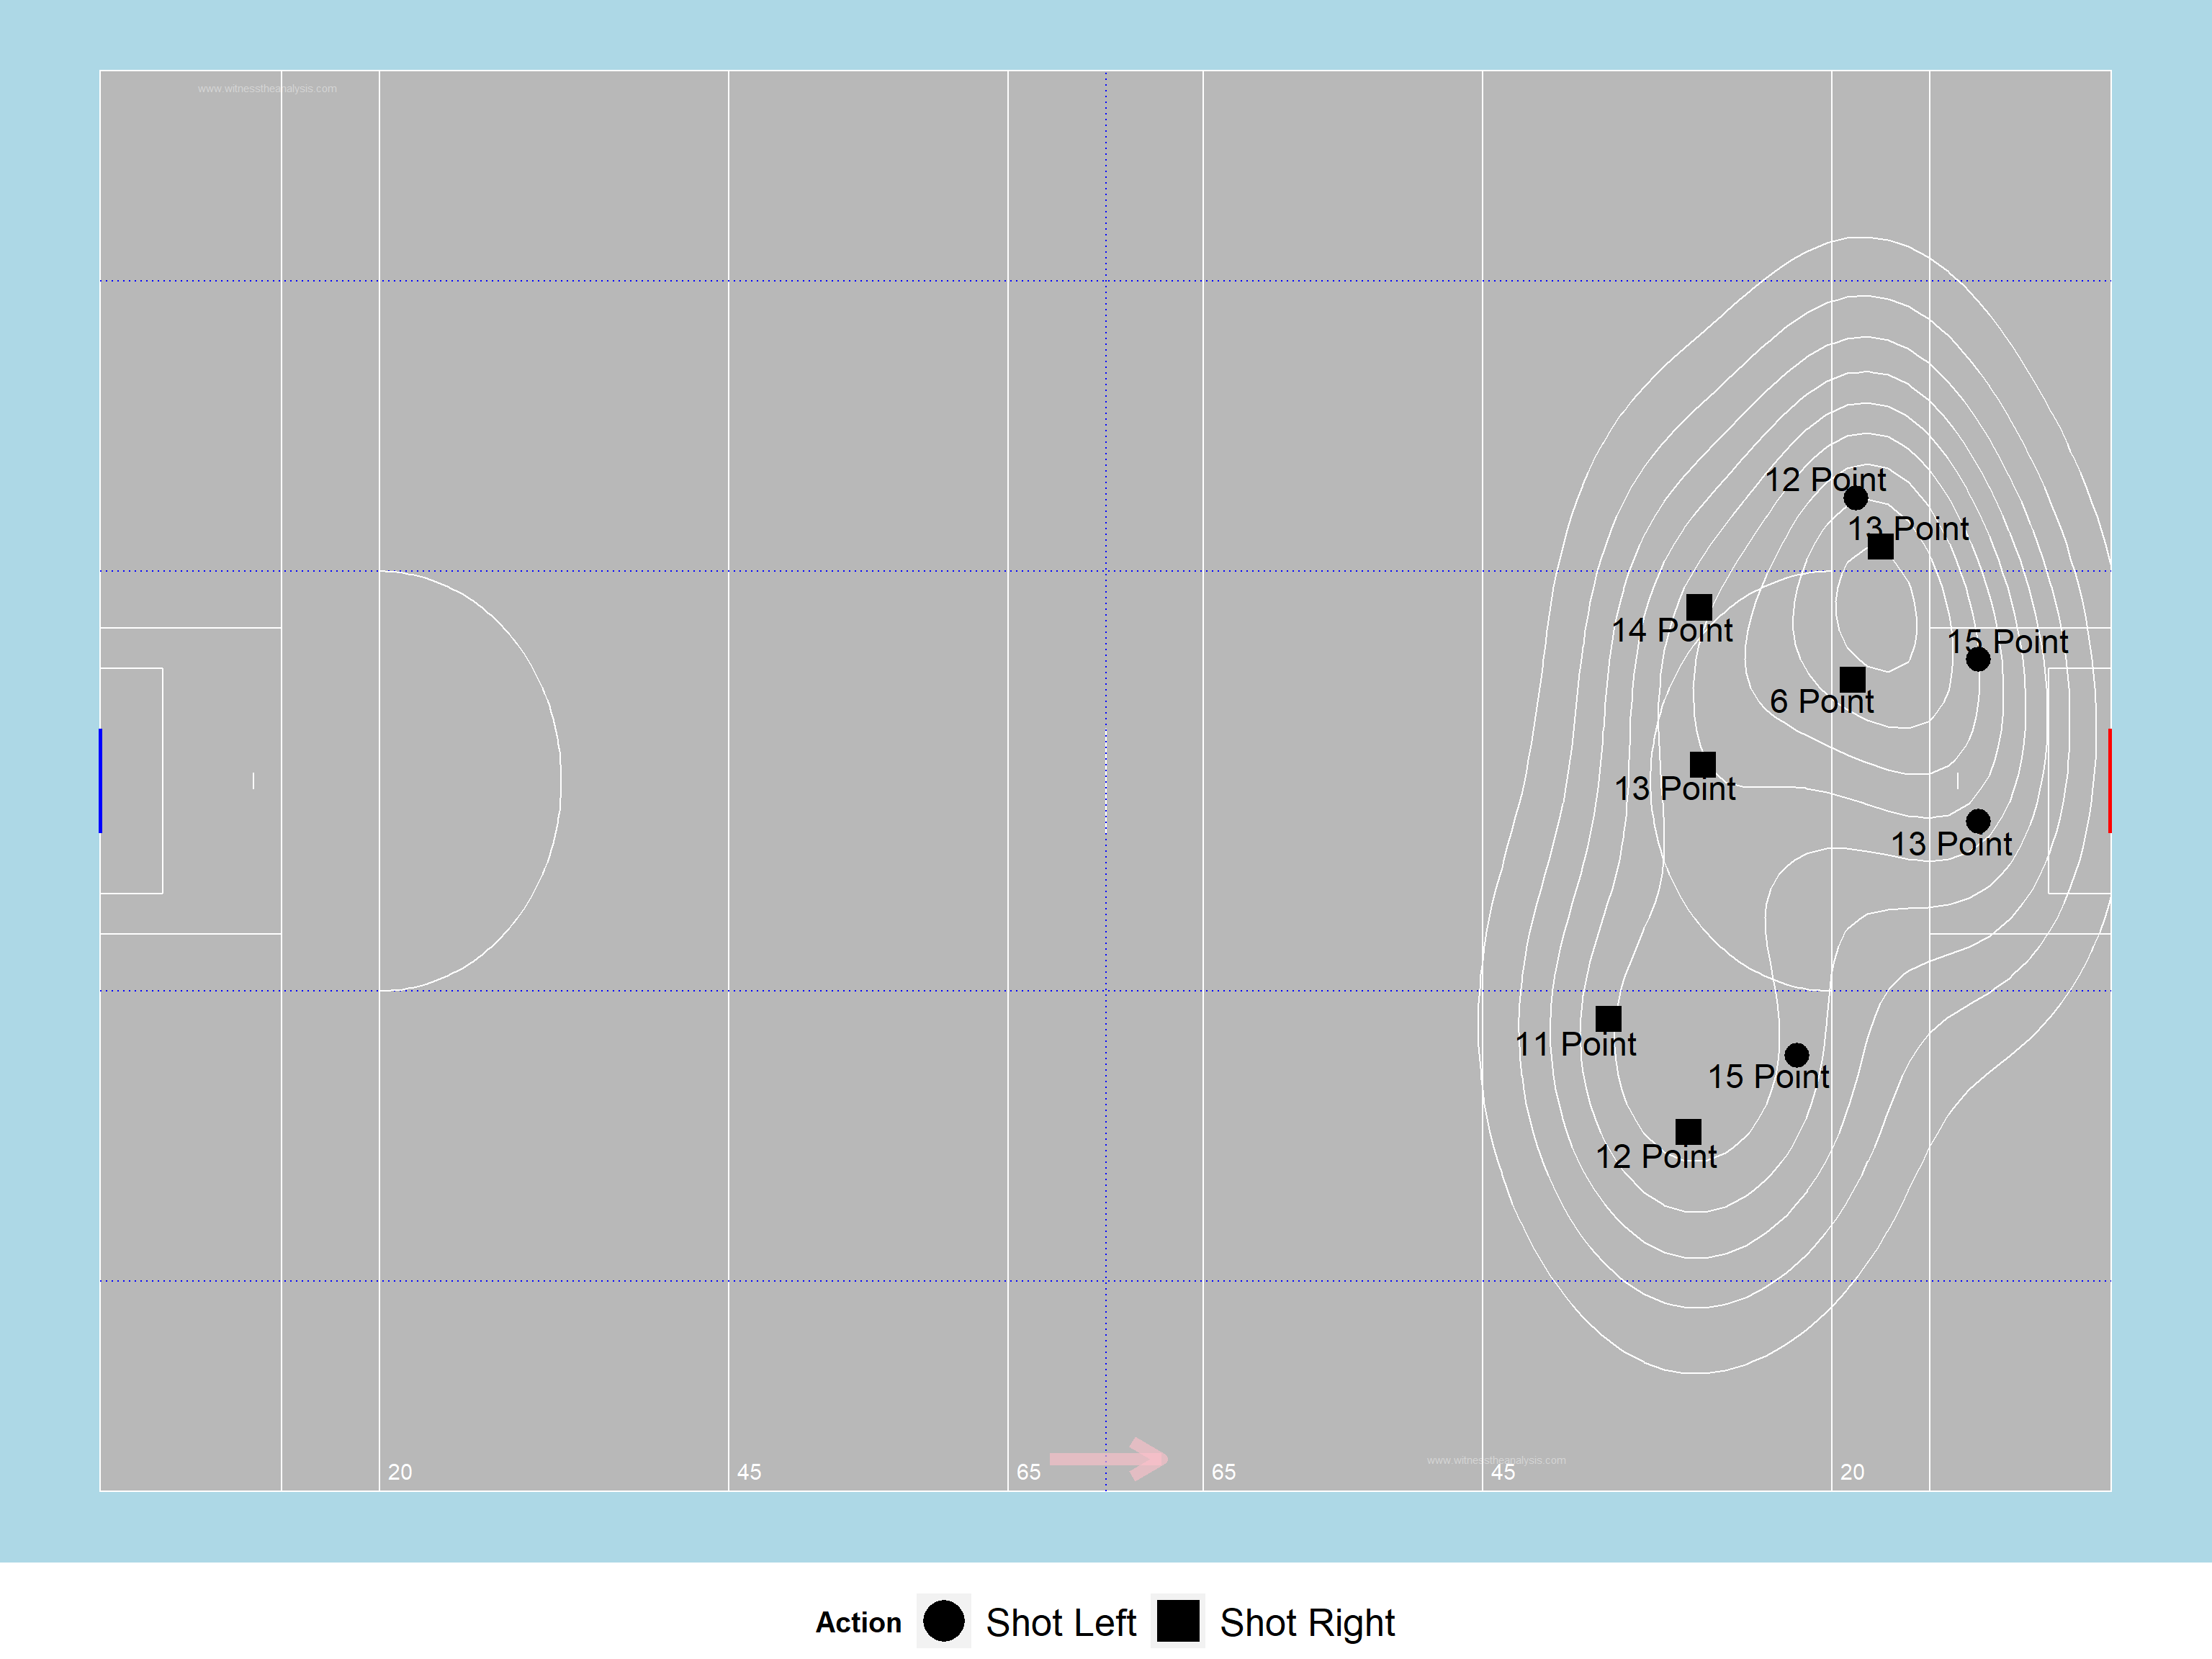 www.witnesstheanalysis.com
12 Point
13 Point
14 Point
15 Point
6 Point
13 Point
13 Point
11 Point
15 Point
12 Point
www.witnesstheanalysis.com
20
45
65
65
45
20
Action
Shot Left
Shot Right